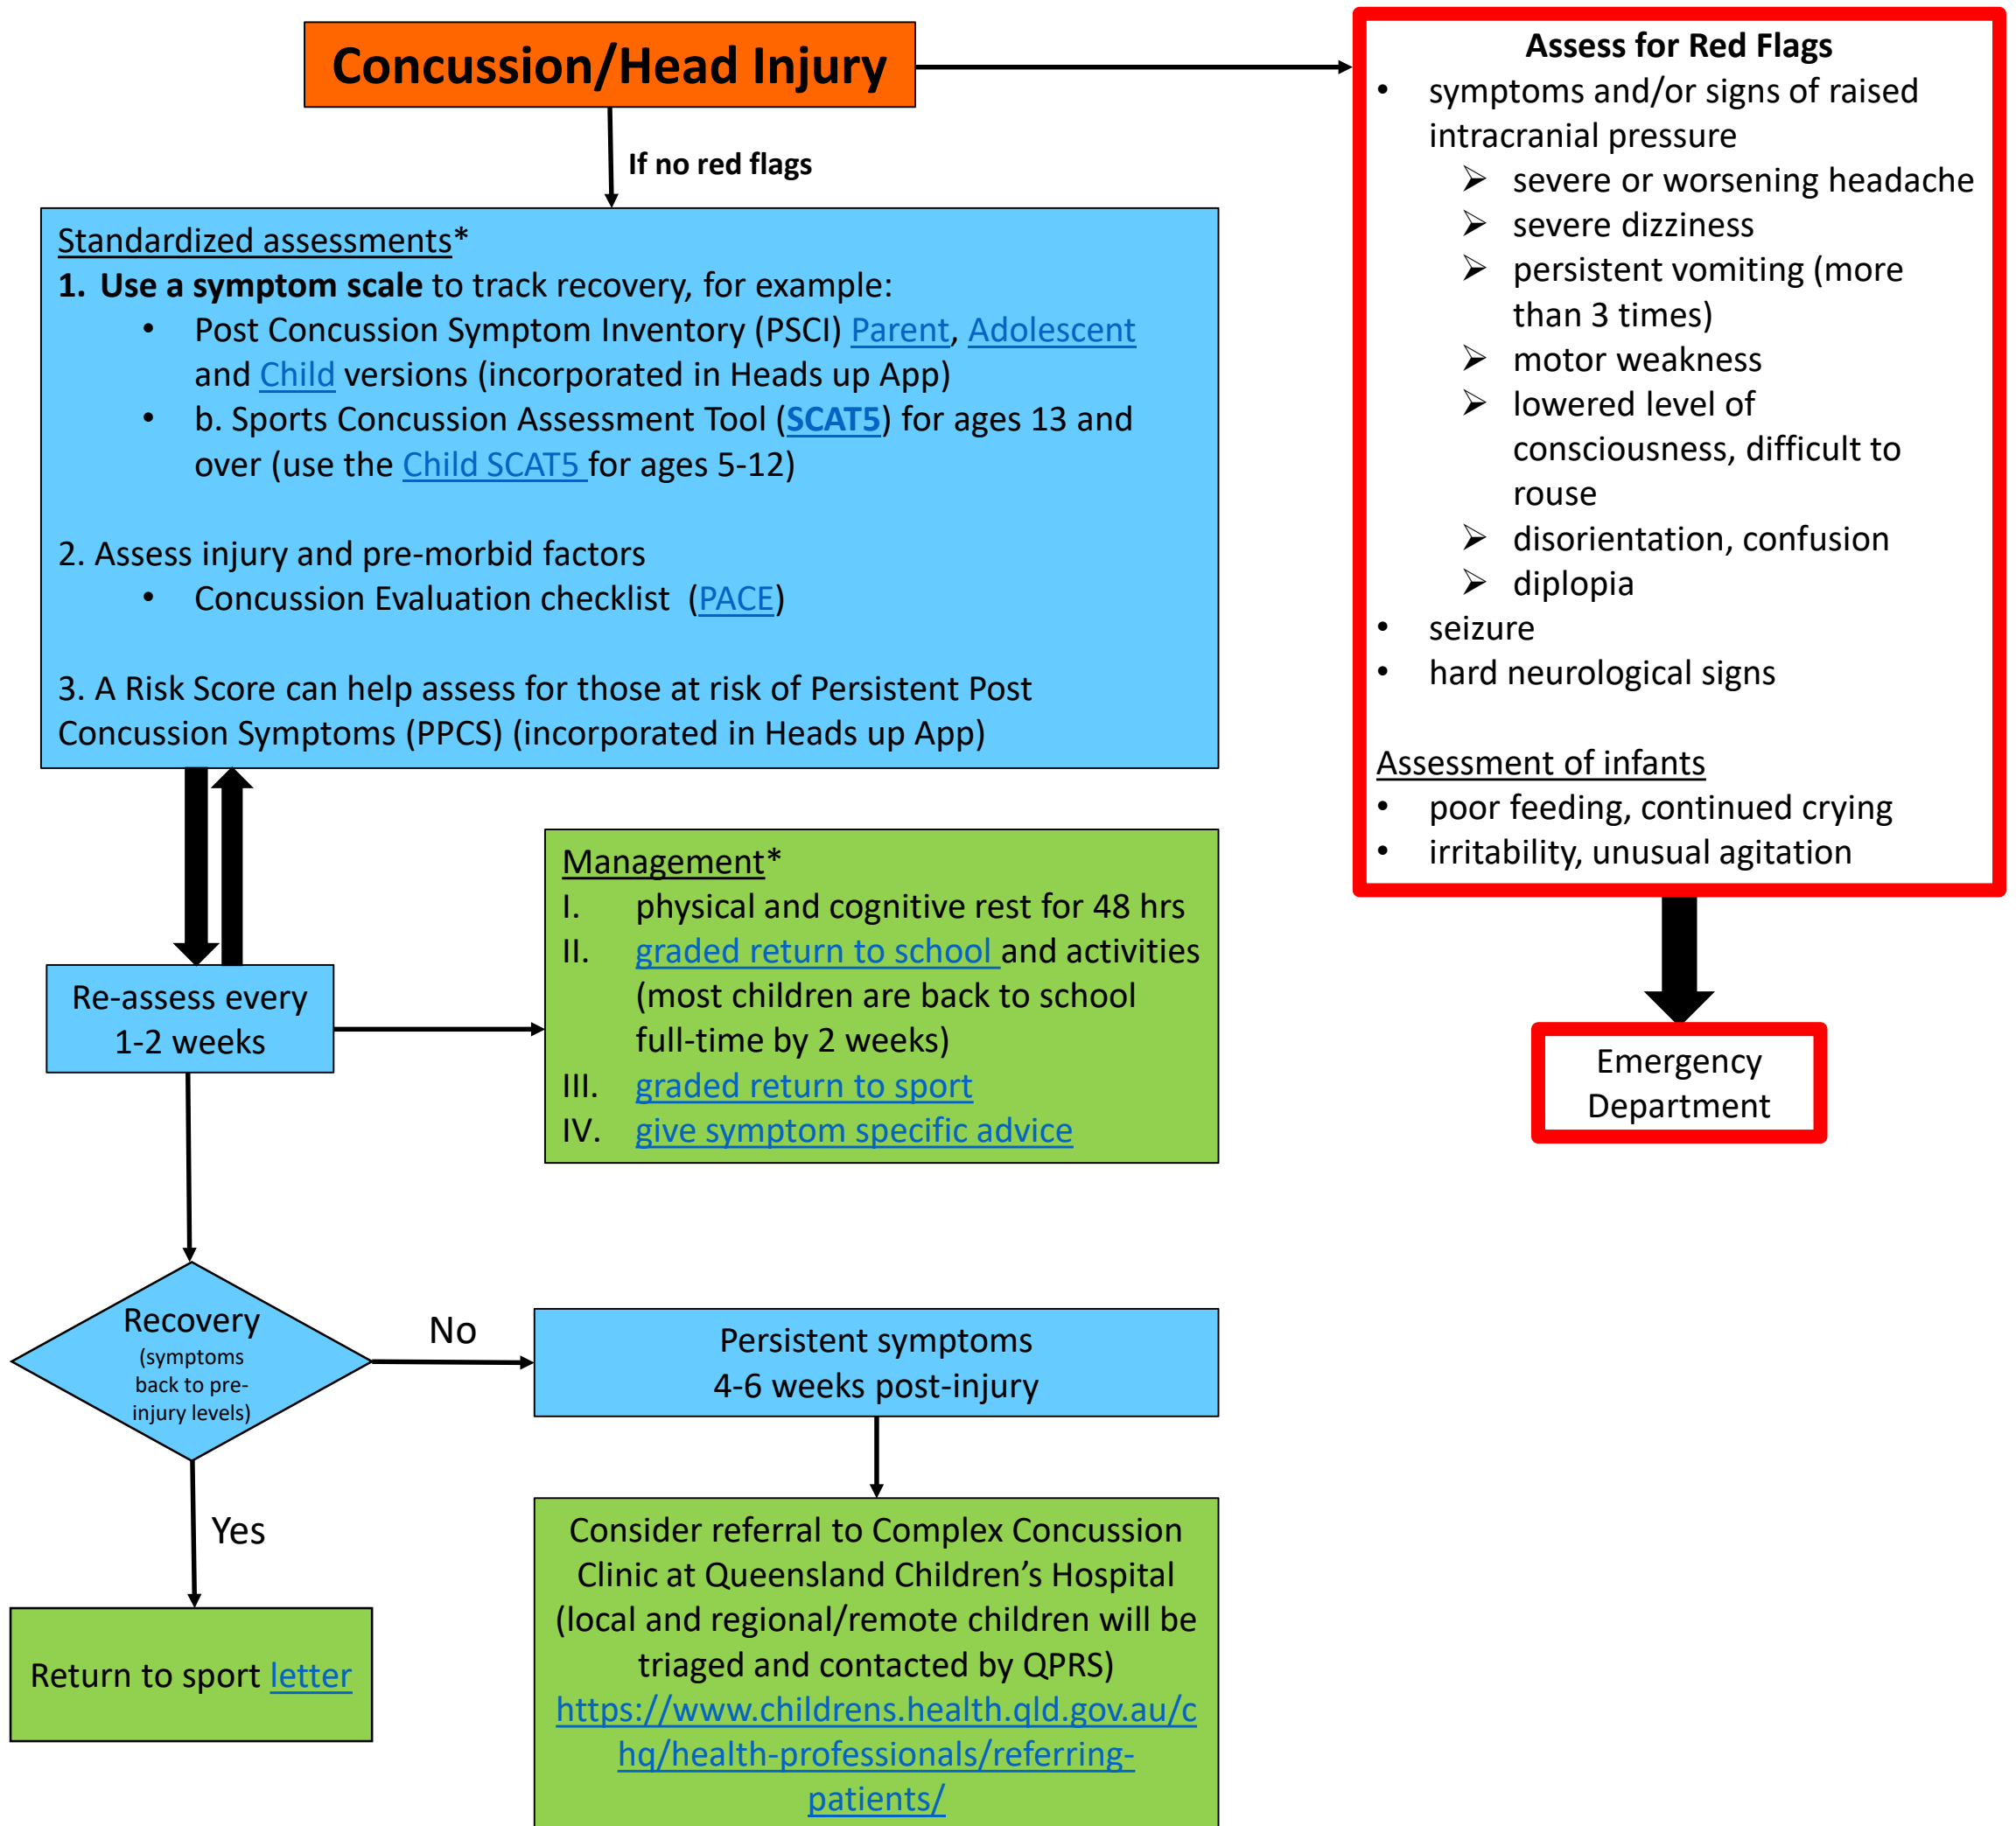 Concussion/Head Injury
If no red flags
Assess for Red Flags
• symptoms and/or signs of raised
intracranial pressure
➢ severe or worsening headache
➢ severe dizziness
➢ persistent vomiting (more
than 3 times)
➢ motor weakness
➢ lowered level of
consciousness, difficult to
rouse
➢ disorientation, confusion
➢ diplopia
• seizure
• hard neurological signs
Assessment of infants
• poor feeding, continued crying
• irritability, unusual agitation
Emergency
Department
Standardized assessments*
1. Use a symptom scale to track recovery, for example:
• Post Concussion Symptom Inventory (PSCI) Parent, Adolescent
and Child versions (incorporated in Heads up App)
• b. Sports Concussion Assessment Tool (SCAT5) for ages 13 and
over (use the Child SCAT5 for ages 5-12)
2. Assess injury and pre-morbid factors
• Concussion Evaluation checklist (PACE)
3. A Risk Score can help assess for those at risk of Persistent Post
Concussion Symptoms (PPCS) (incorporated in Heads up App)
Re-assess every
1-2 weeks
Management*
I. physical and cognitive rest for 48 hrs
II. graded return to school and activities
(most children are back to school
full-time by 2 weeks)
III. graded return to sport
IV. give symptom specific advice
Recovery
(symptoms
back to pre-
injury levels)
No
Persistent symptoms
4-6 weeks post-injury
Yes
Return to sport letter
Consider referral to Complex Concussion
Clinic at Queensland Children’s Hospital
(local and regional/remote children will be
triaged and contacted by QPRS)
https://www.childrens.health.qld.gov.au/c
hq/health-professionals/referring-
patients/